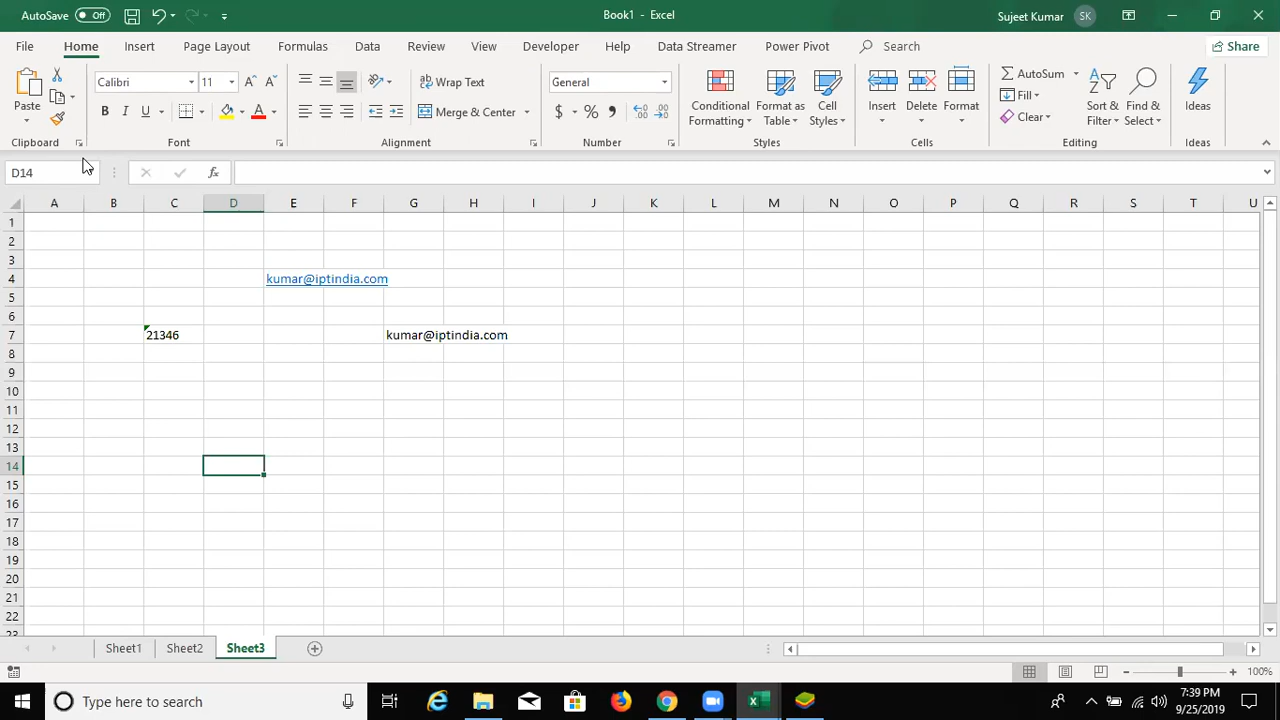 AutoSave Off Book1 - Excel Sujeet Kumar SK
File Home Insert Page Layout Formulas Data Review View Developer Help Data Streamer Power Pivot Search Share
Paste Calibri 11 Wrap Text General Conditional Formatting Format as Table Cell Styles Insert Delete Format AutoSum Sort & Filter Find & Select Ideas
B I U A Merge & Center $ % , Fill Clear
Clipboard Font Alignment Number Styles Cells Editing Ideas
D14 fx
A B C D E F G H I J K L M N O P Q R S T U
1
2
3
4 kumar@iptindia.com
5
6
7 21346 kumar@iptindia.com
8
9
10
11
12
13
14
15
16
17
18
19
20
21
22
23
Sheet1 Sheet2 Sheet3
100%
Type here to search 7:39 PM
9/25/2019